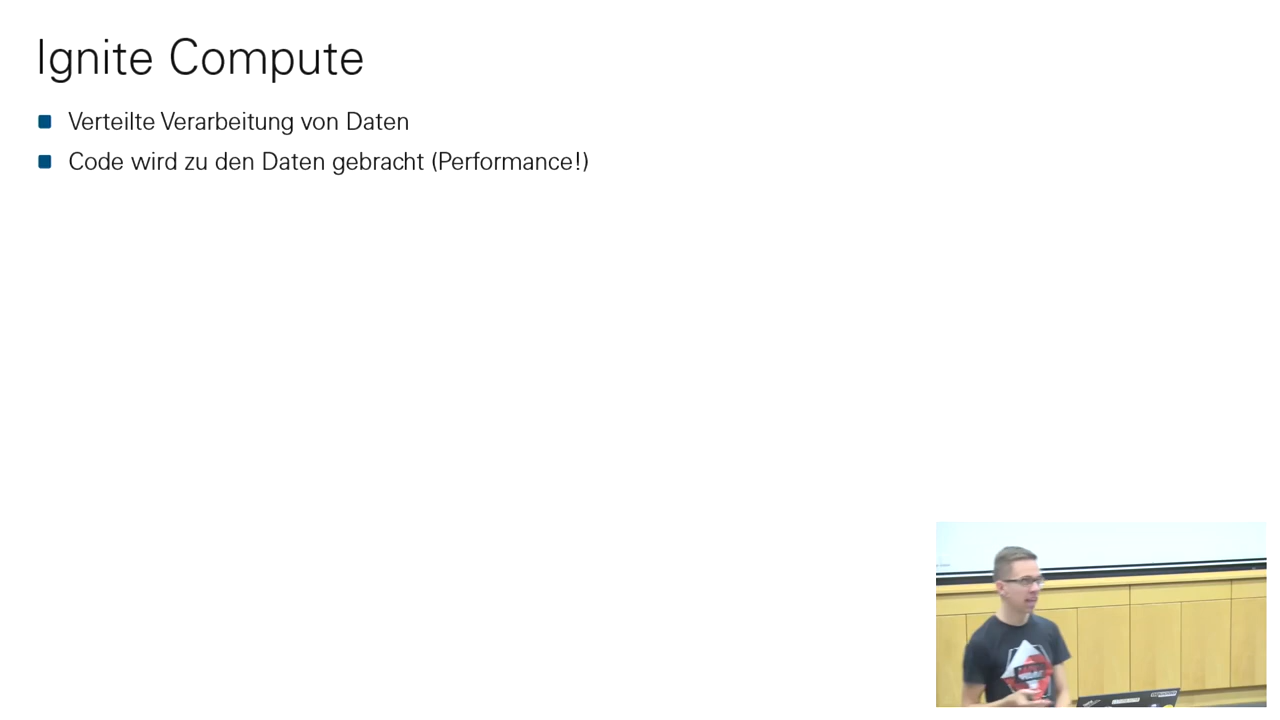 Ignite Compute
Verteilte Verarbeitung von Daten
Code wird zu den Daten gebracht (Performance!)